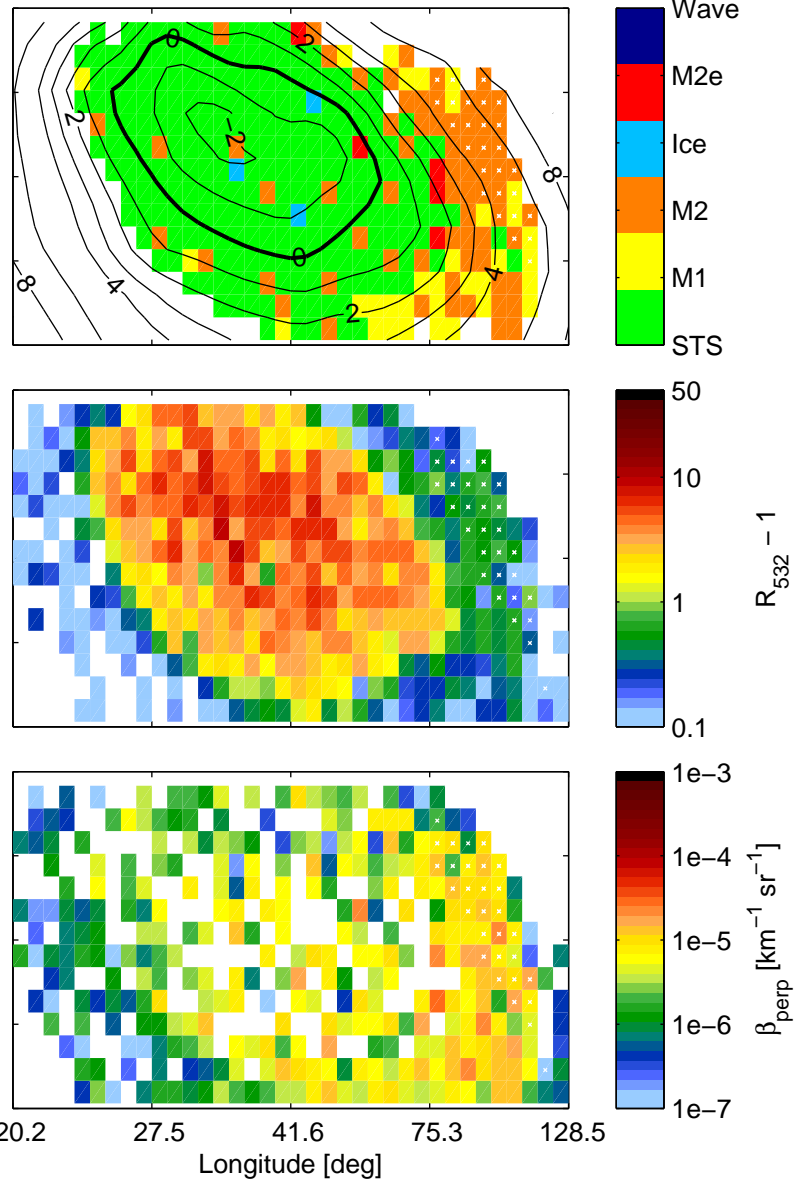 Wave
M2e
Ice
M2
M1
STS
0
2
2
−2
8
0
4
4
8
2
50
10
1
0.1
R532 − 1
1e−3
1e−4
1e−5
1e−6
1e−7
βperp [km−1 sr−1]
20.2
27.5
41.6
75.3
128.5
Longitude [deg]